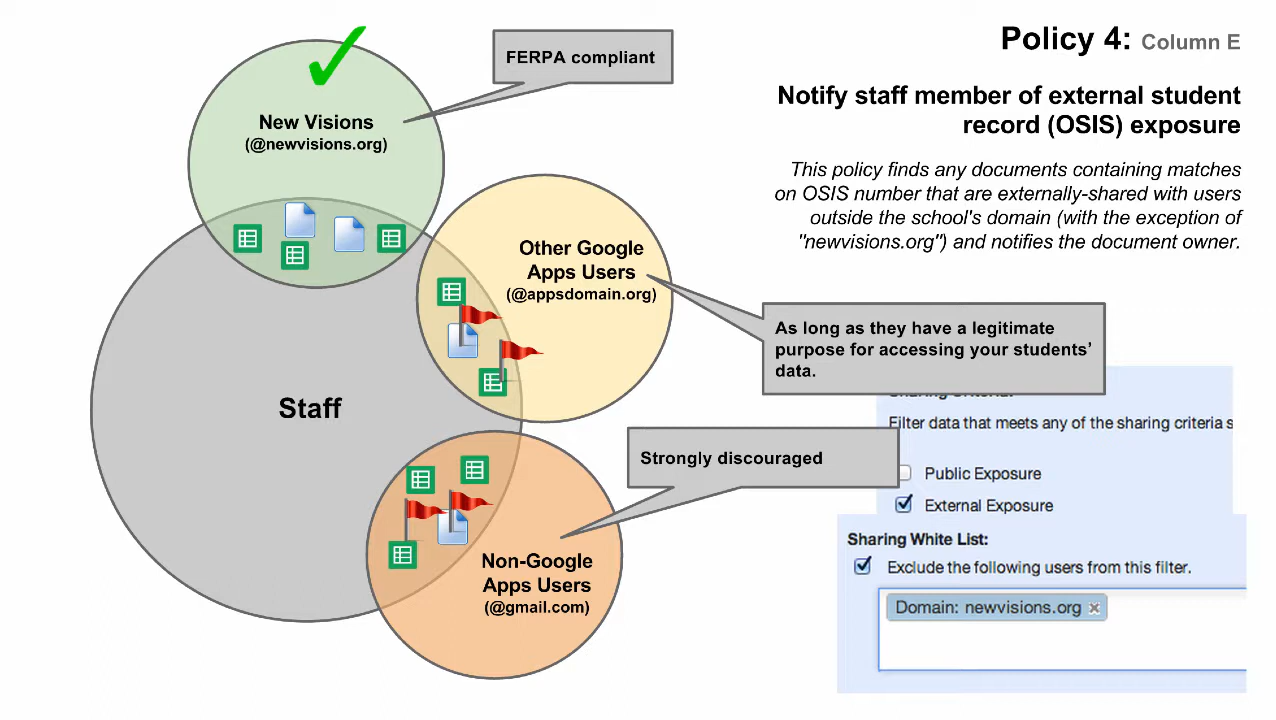 Policy 4: Column E
Notify staff member of external student
record (OSIS) exposure
This policy finds any documents containing matches
on OSIS number that are externally-shared with users
outside the school's domain (with the exception of
"newvisions.org") and notifies the document owner.
FERPA compliant
New Visions
(@newvisions.org)
Other Google
Apps Users
(@appsdomain.org)
As long as they have a legitimate
purpose for accessing your students’
data.
Staff
Strongly discouraged
Non-Google
Apps Users
(@gmail.com)
Sharing Criteria:
Filter data that meets any of the sharing criteria s
Public Exposure
External Exposure
Sharing White List:
Exclude the following users from this filter.
Domain: newvisions.org ×